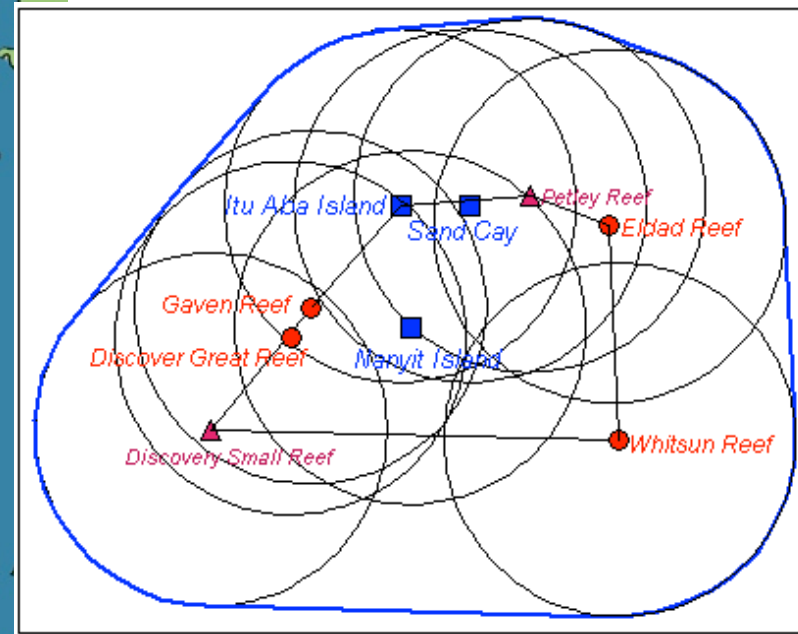 Itu Aba Island
Petley Reef
Sand Cay
Eldad Reef
Gaven Reef
Discover Great Reef
Nanyit Island
Whitsun Reef
Discovery Small Reef